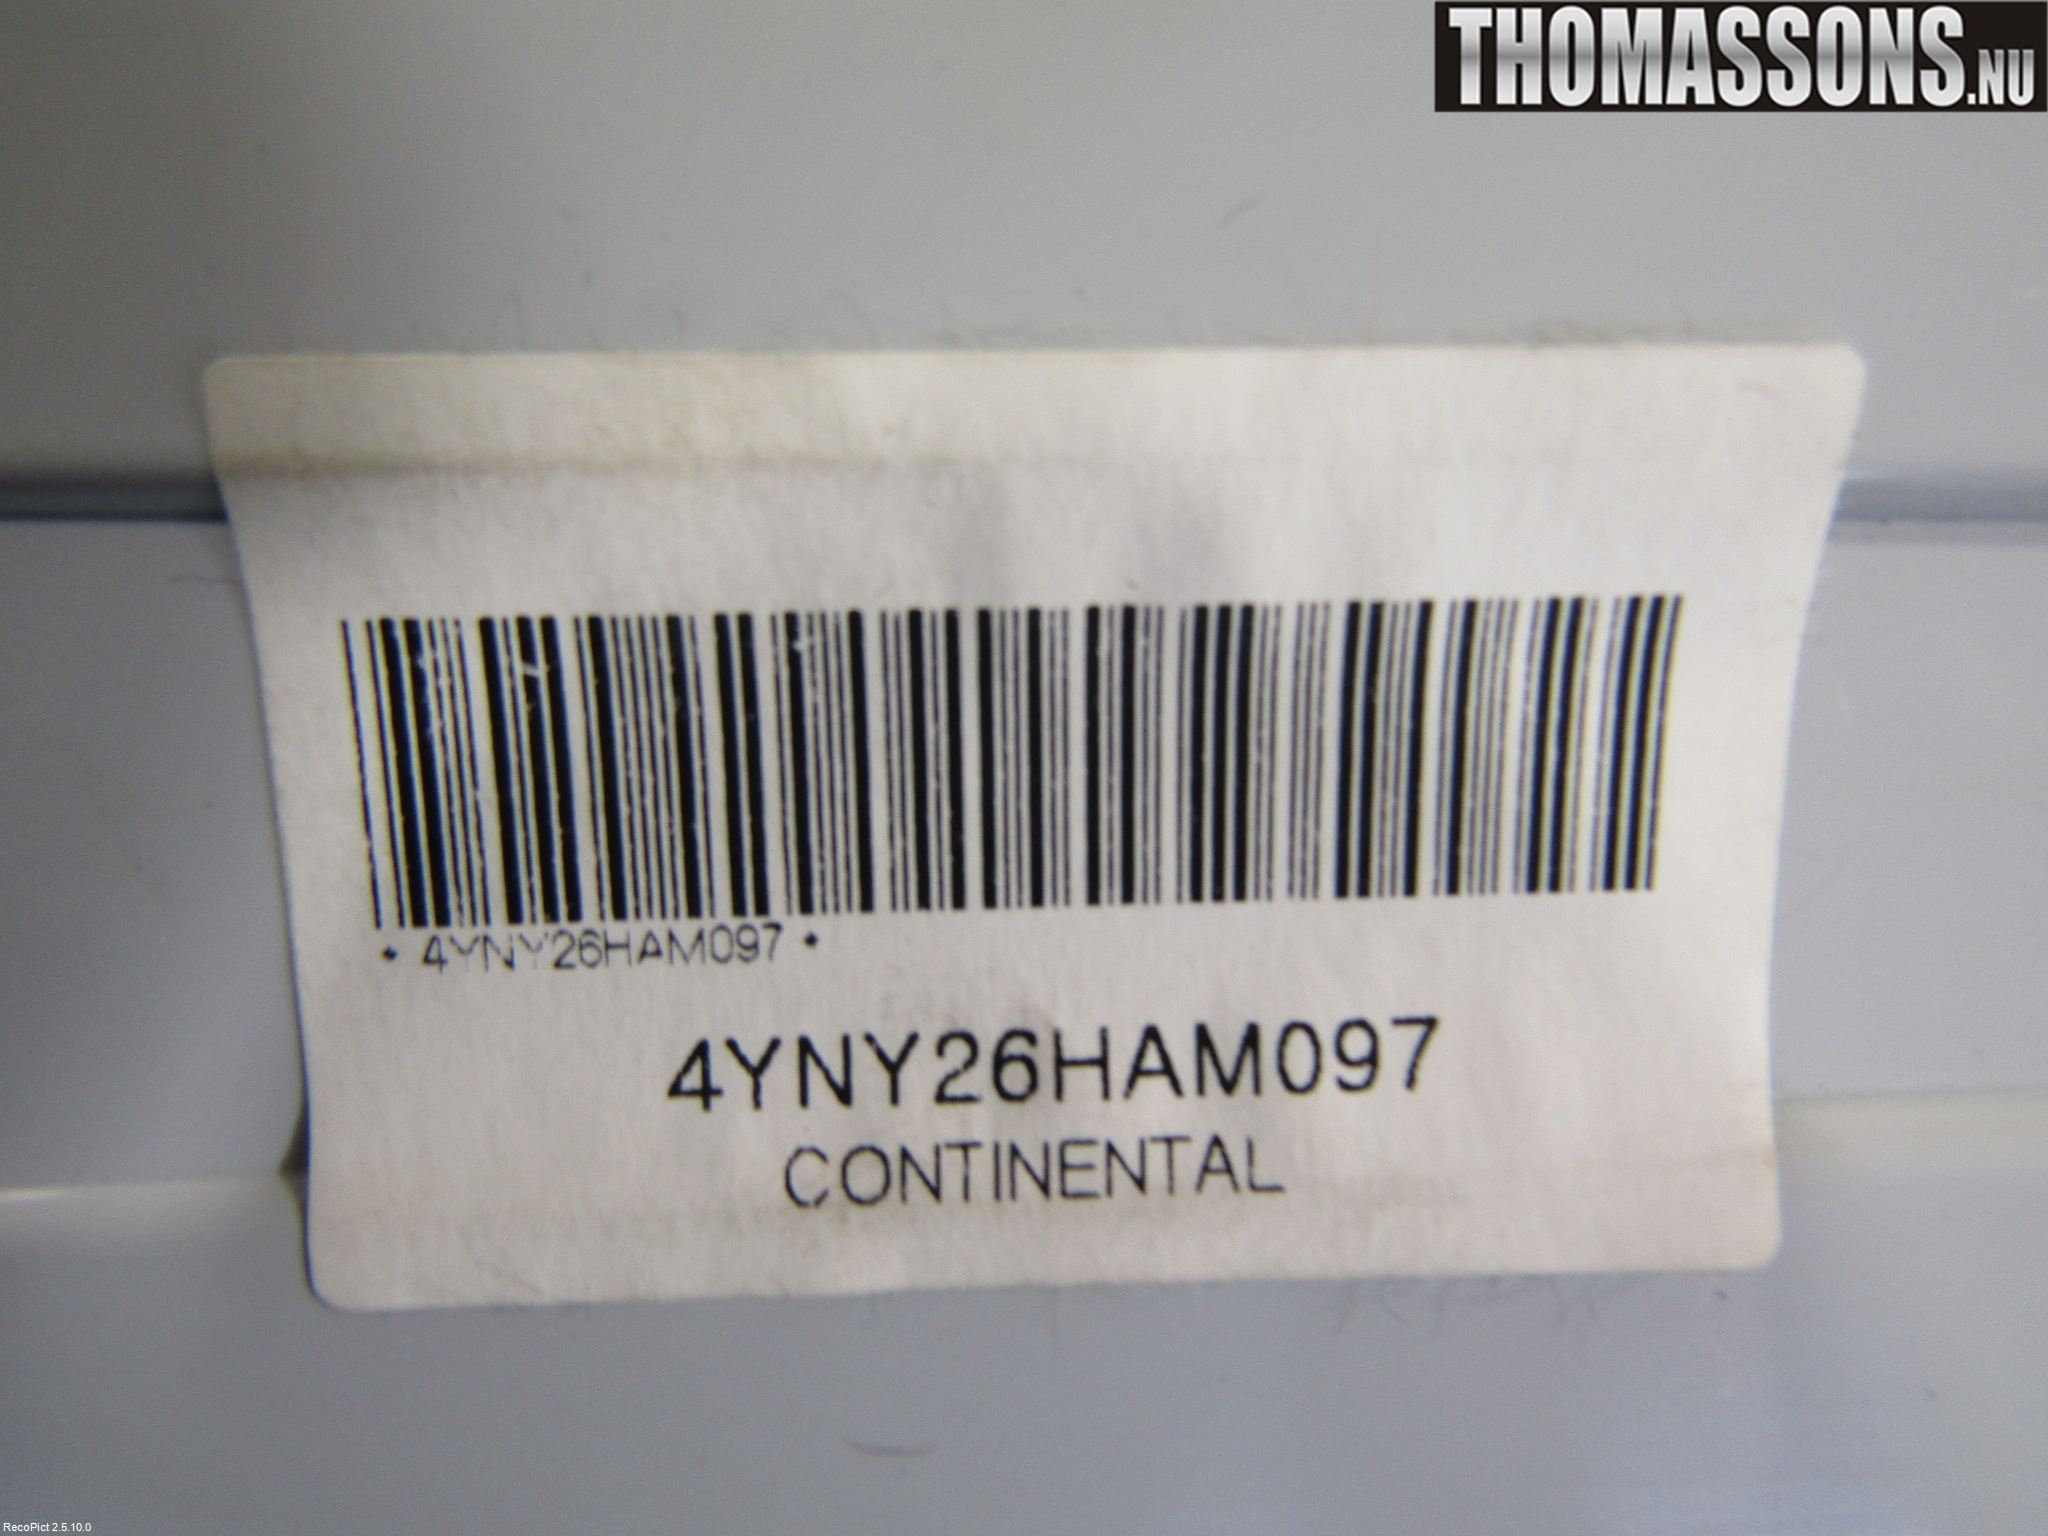 THOMASSONS.NU
* 4YNY26HAM097 *
4YNY26HAM097
CONTINENTAL
RecoPict 2.5.10.0